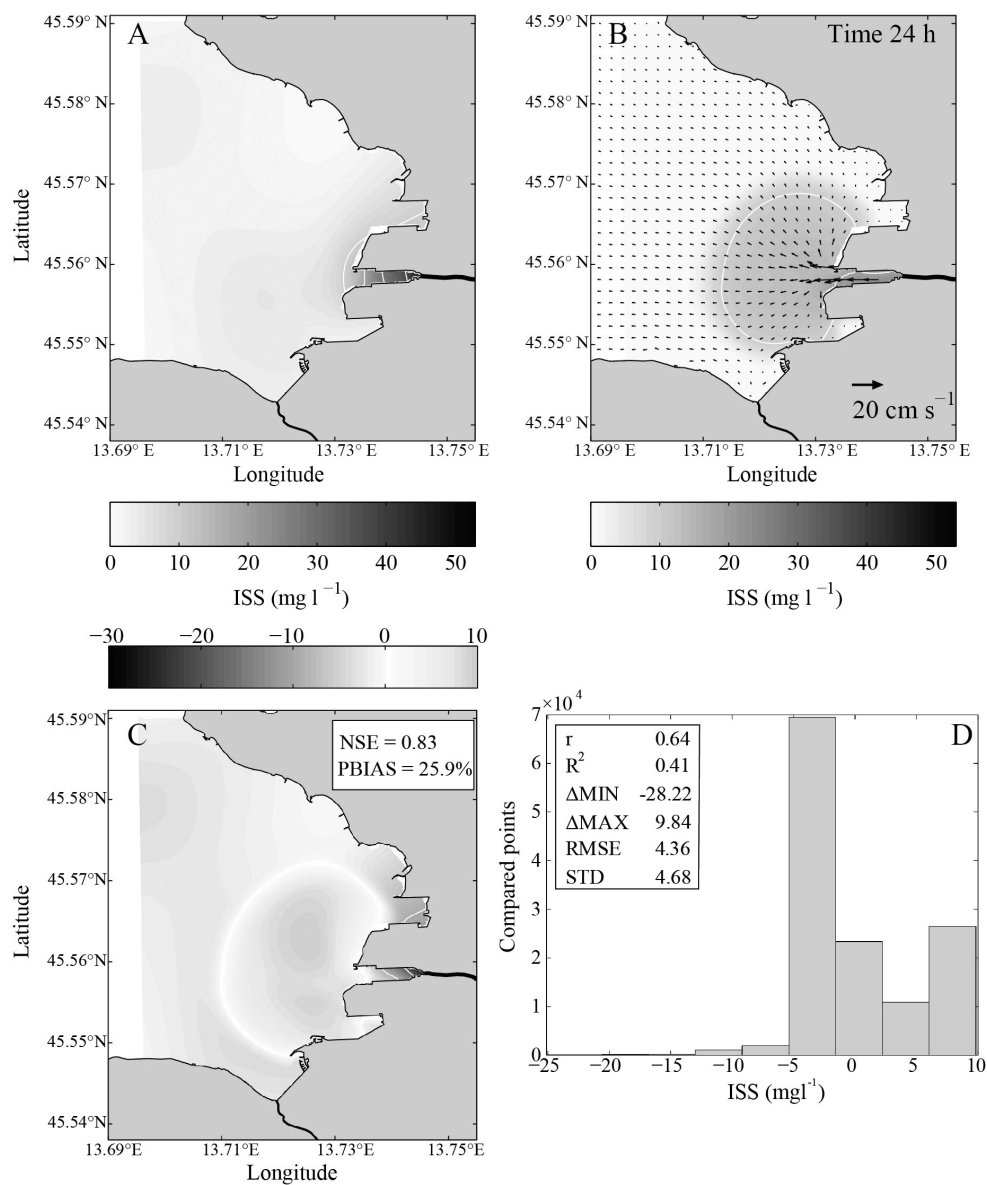 A
45.59° N
45.58° N
45.57° N
45.56° N
45.55° N
45.54° N
Latitude
13.69° E 13.71° E 13.73° E 13.75° E
Longitude
0 10 20 30 40 50
ISS (mg l⁻¹)
B
Time 24 h
45.59° N
45.58° N
45.57° N
45.56° N
45.55° N
45.54° N
20 cm s⁻¹
13.69° E 13.71° E 13.73° E 13.75° E
Longitude
0 10 20 30 40 50
ISS (mg l⁻¹)
−30 −20 −10 0 10
C
NSE = 0.83
PBIAS = 25.9%
45.59° N
45.58° N
45.57° N
45.56° N
45.55° N
45.54° N
Latitude
13.69° E 13.71° E 13.73° E 13.75° E
Longitude
7×10⁴
6
5
4
3
2
1
0
Compared points
D
r 0.64
R² 0.41
ΔMIN -28.22
ΔMAX 9.84
RMSE 4.36
STD 4.68
−25 −20 −15 −10 −5 0 5 10
ISS (mgl⁻¹)